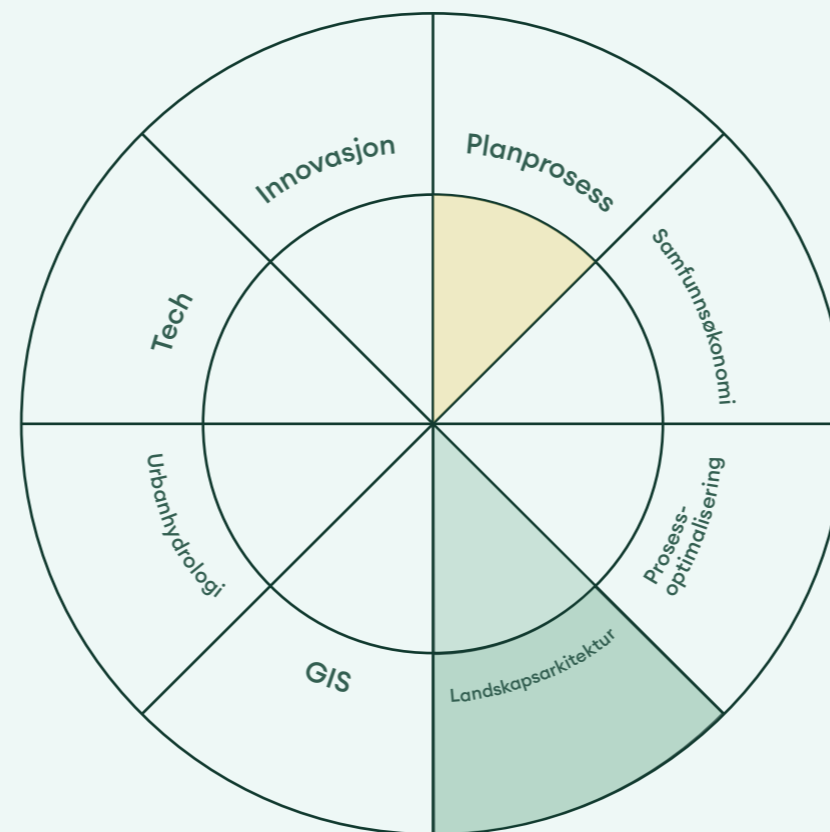 Innovasjon
Planprosess
Samfunnsøkonomi
Prosess-
optimalisering
Landskapsarkitektur
GIS
Urbanhydrologi
Tech